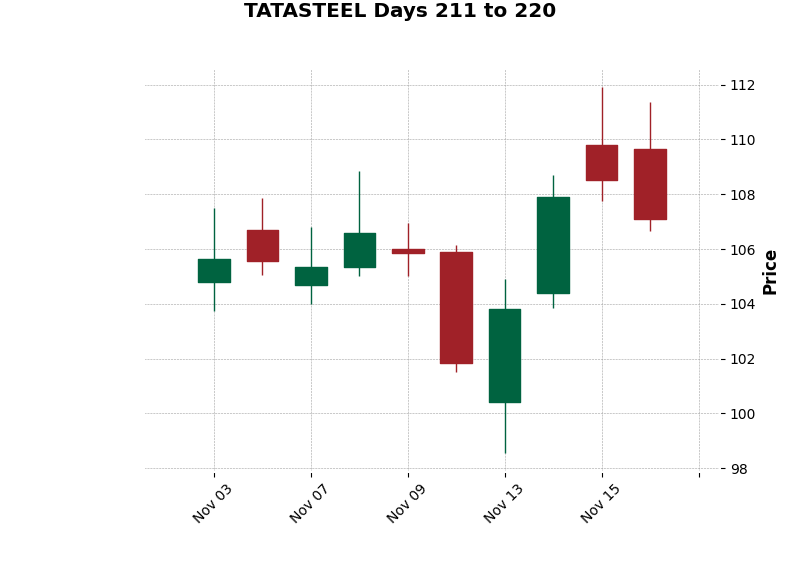 TATASTEEL Days 211 to 220
112
110
108
106
104
102
100
98
Price
Nov 03
Nov 07
Nov 09
Nov 13
Nov 15